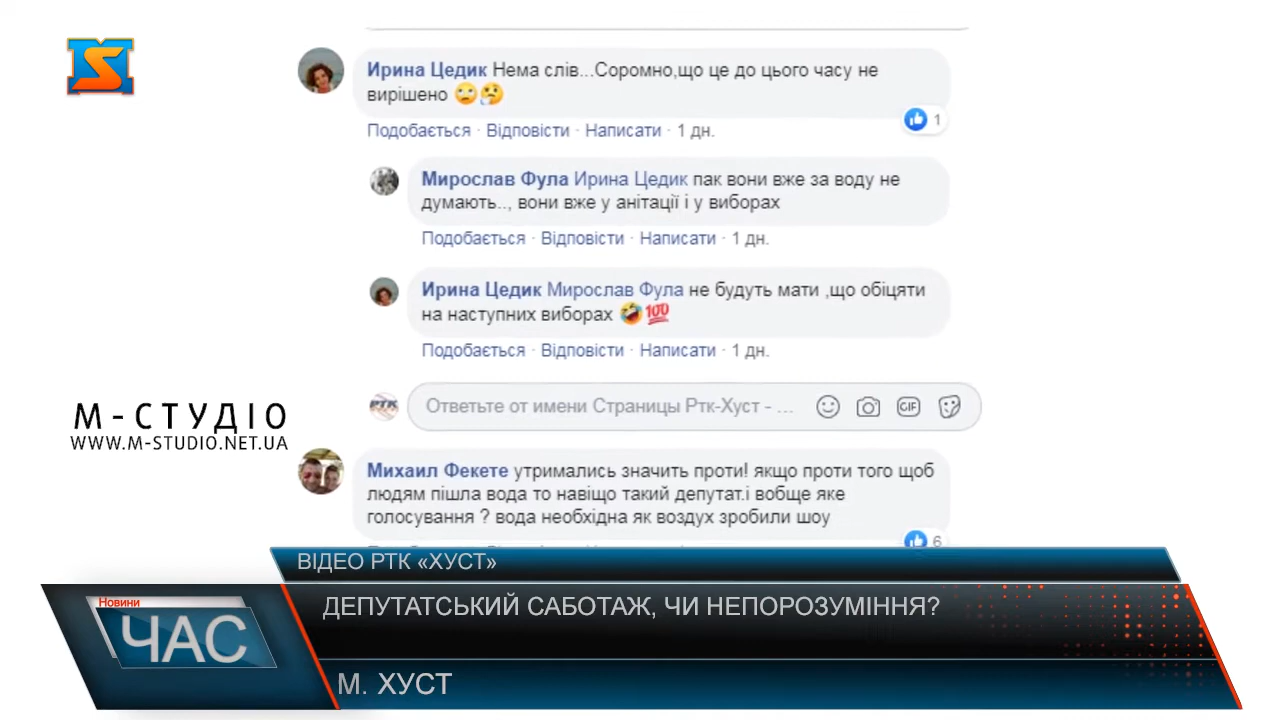 Ирина Цедик Нема слів...Соромно,що це до цього часу не
вирішено 🙄🤔
1
Подобається · Відповісти · Написати · 1 дн.
Мирослав Фула Ирина Цедик пак вони вже за воду не
думають.., вони вже у анітації і у виборах
Подобається · Відповісти · Написати · 1 дн.
Ирина Цедик Мирослав Фула не будуть мати ,що обіцяти
на наступних виборах 🤣💯
Подобається · Відповісти · Написати · 1 дн.
РТК
Ответьте от имени Страницы Ртк-Хуст - ...
GIF
М-СТУДІО
WWW.M-STUDIO.NET.UA
Михаил Фекете утримались значить проти! якщо проти того щоб
людям пішла вода то навіщо такий депутат.і вобще яке
голосування ? вода необхідна як воздух зробили шоу
6
ВІДЕО РТК «ХУСТ»
Новини
ЧАС
ДЕПУТАТСЬКИЙ САБОТАЖ, ЧИ НЕПОРОЗУМІННЯ?
М. ХУСТ